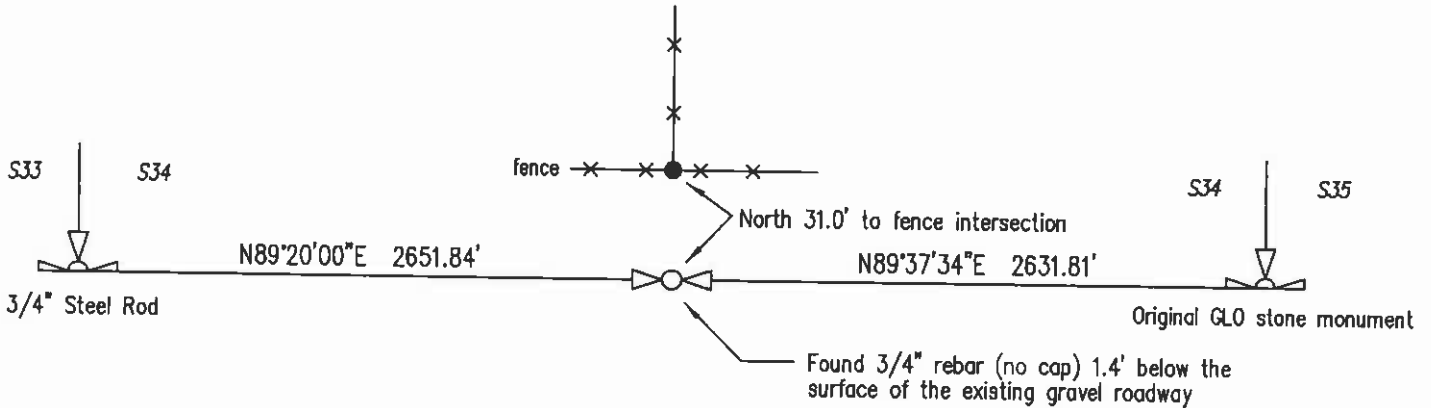 fence
S33
S34
S34
S35
North 31.0' to fence intersection
N89°20'00"E 2651.84'
N89°37'34"E 2631.81'
3/4" Steel Rod
Original GLO stone monument
Found 3/4" rebar (no cap) 1.4' below the
surface of the existing gravel roadway